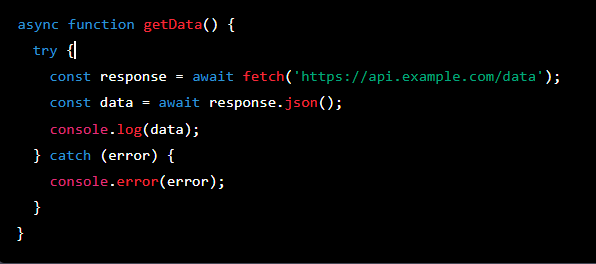 async function getData() {
  try {
    const response = await fetch('https://api.example.com/data');
    const data = await response.json();
    console.log(data);
  } catch (error) {
    console.error(error);
  }
}